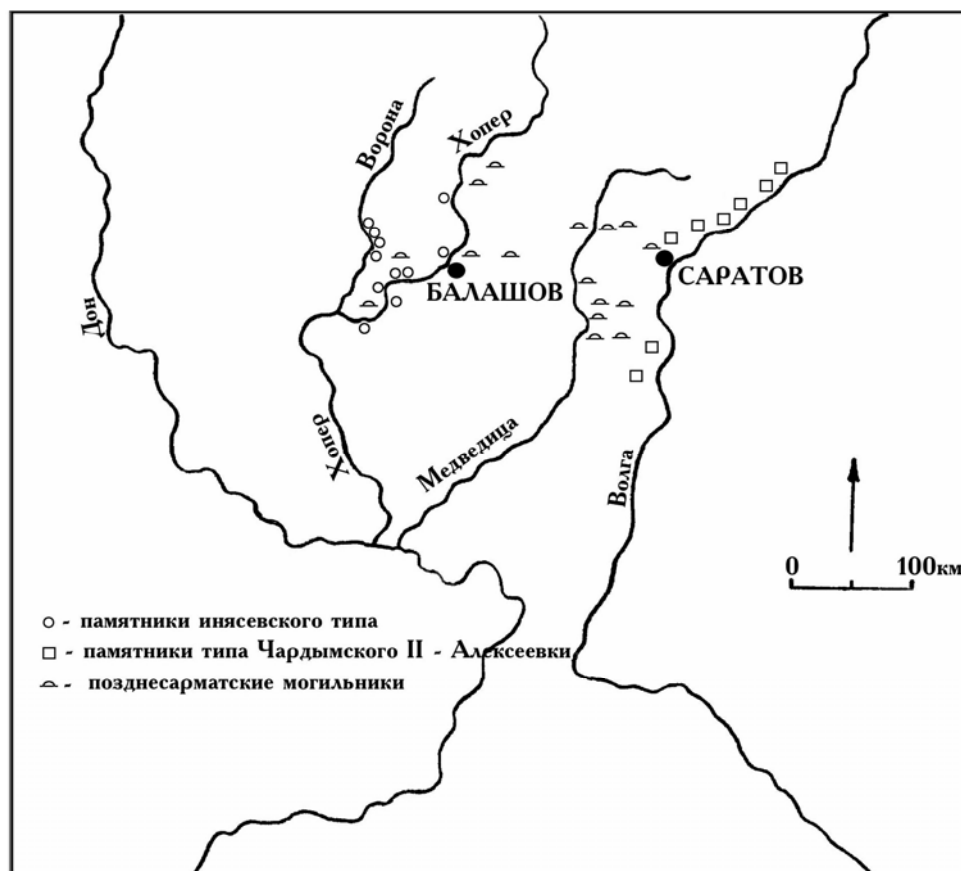 Ворона
Хопер
БАЛАШОВ
САРАТОВ
Дон
Хопер
Медведица
Волга
0 100км
- памятники инясевского типа
- памятники типа Чардымского II - Алексеевки
- позднесарматские могильники